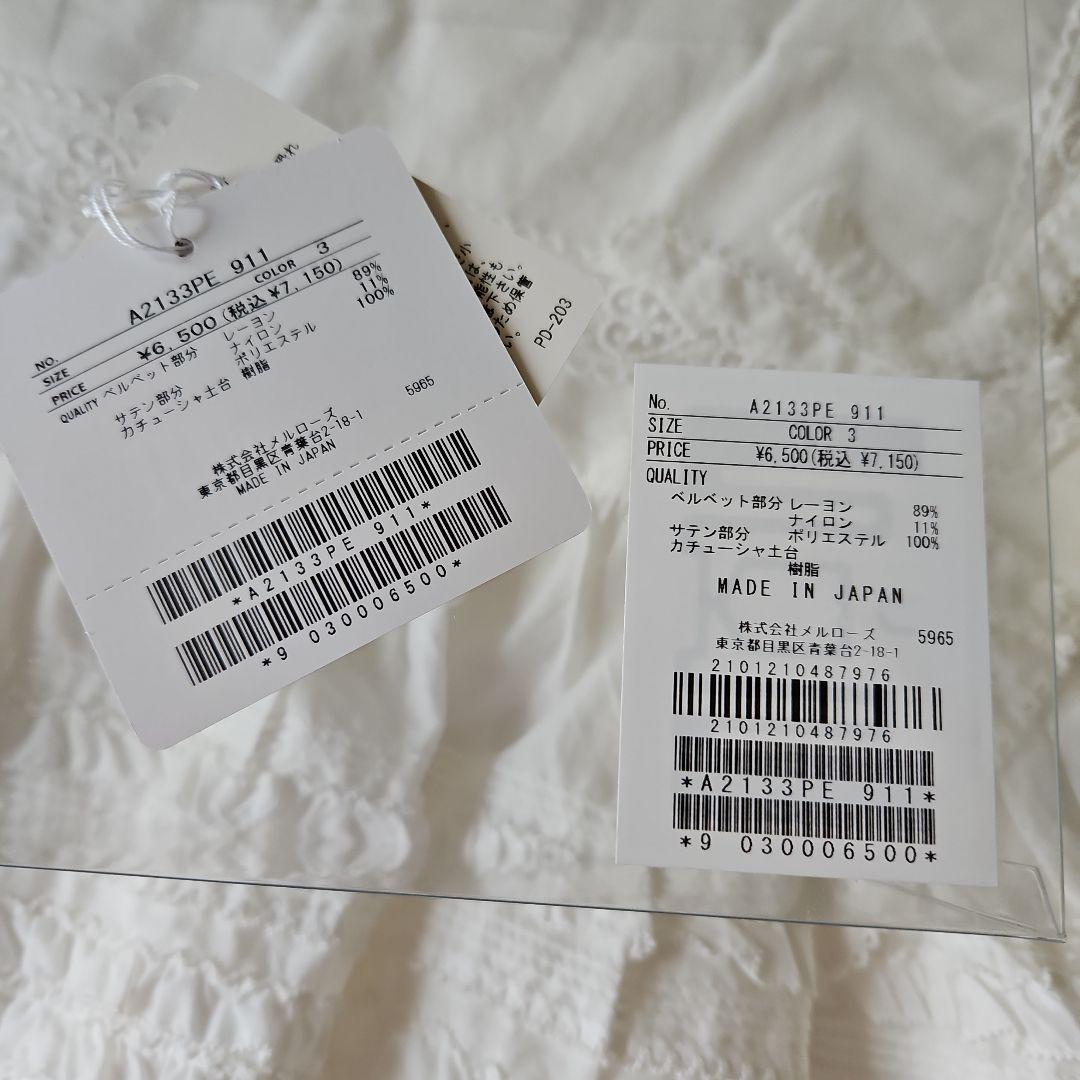 NO. A2133PE 911
SIZE COLOR 3
PRICE ¥6,500(税込 ¥7,150)
QUALITY ベルベット部分 レーヨン 89%
ナイロン 11%
サテン部分 ポリエステル 100%
カチューシャ土台 樹脂
5965
株式会社メルローズ
東京都目黒区青葉台2-18-1
MADE IN JAPAN
*A2133PE 911*
*9 030006500*
PD-203
No. A2133PE 911
SIZE COLOR 3
PRICE ¥6,500(税込 ¥7,150)
QUALITY
ベルベット部分 レーヨン 89%
ナイロン 11%
サテン部分 ポリエステル 100%
カチューシャ土台
樹脂
MADE IN JAPAN
株式会社メルローズ 5965
東京都目黒区青葉台2-18-1
2101210487976
2101210487976
*A2133PE 911*
*9 030006500*